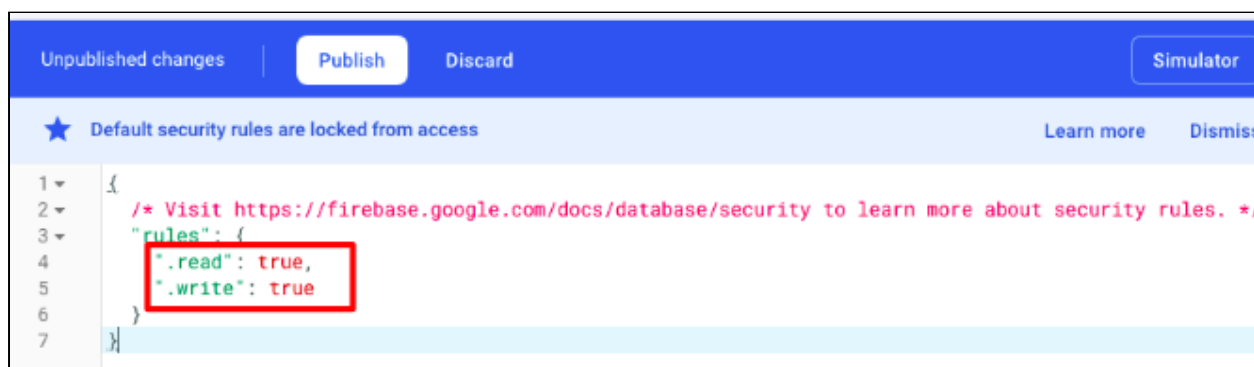 Unpublished changes Publish Discard Simulator
Default security rules are locked from access Learn more Dismiss
1 {
2 /* Visit https://firebase.google.com/docs/database/security to learn more about security rules. */
3 "rules": {
4 ".read": true,
5 ".write": true
6 }
7 }